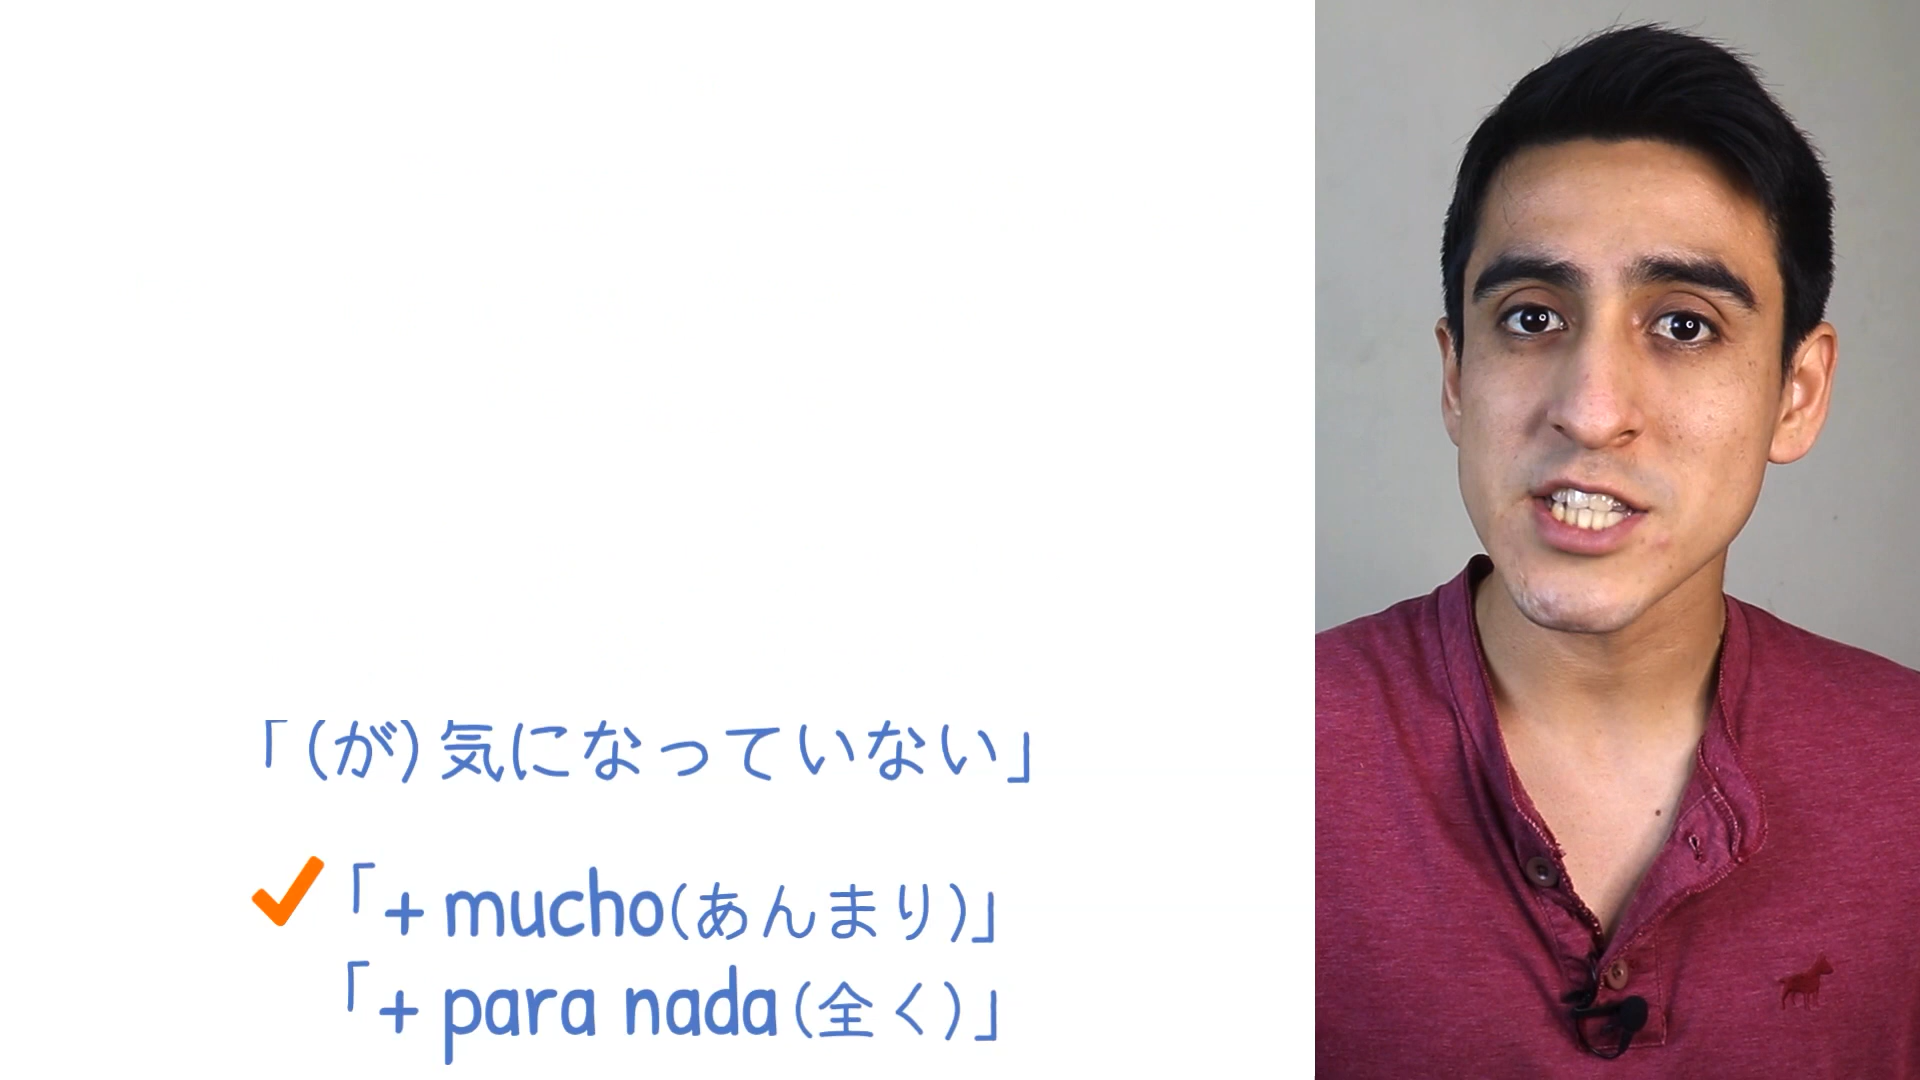 「(が)気になっていない」
「+ mucho(あんまり)」
「+ para nada(全く)」